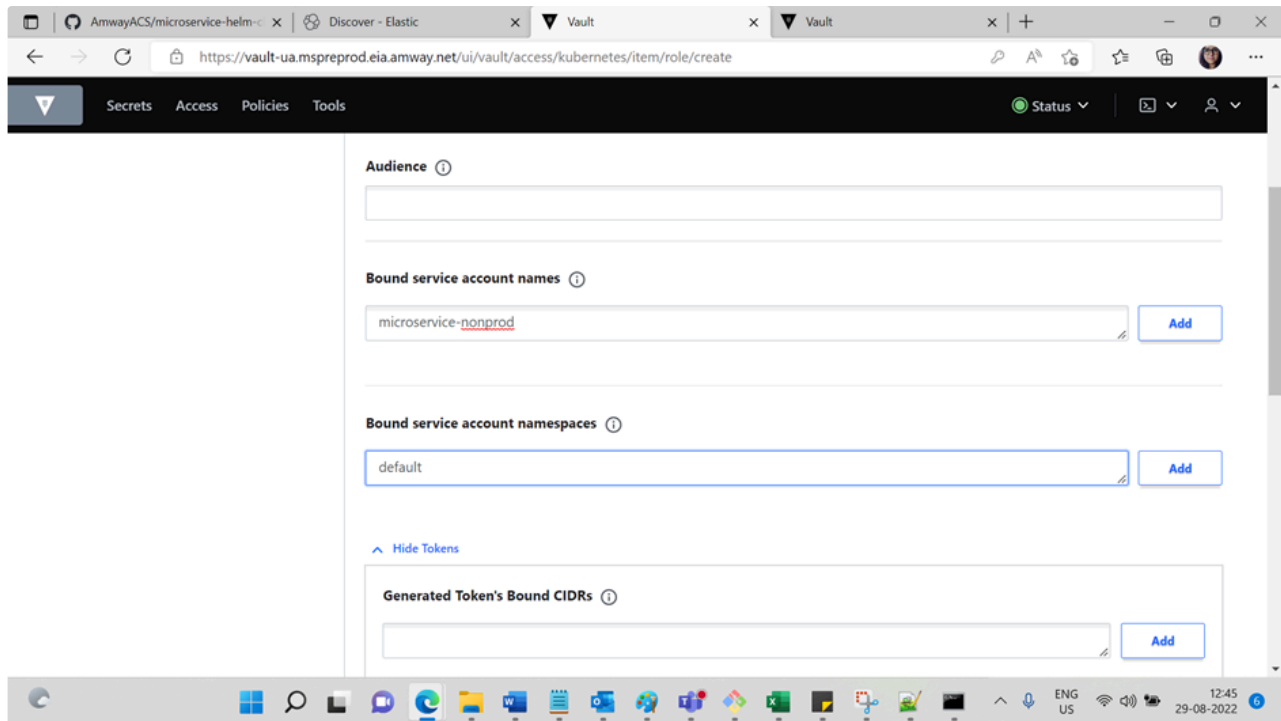 AmwayACS/microservice-helm-c
Discover - Elastic
Vault
Vault
https://vault-ua.mspreprod.eia.amway.net/ui/vault/access/kubernetes/item/role/create
Secrets Access Policies Tools Status
Audience
Bound service account names
microservice-nonprod Add
Bound service account namespaces
default Add
Hide Tokens
Generated Token's Bound CIDRs
Add
ENG
US
12:45
29-08-2022
6